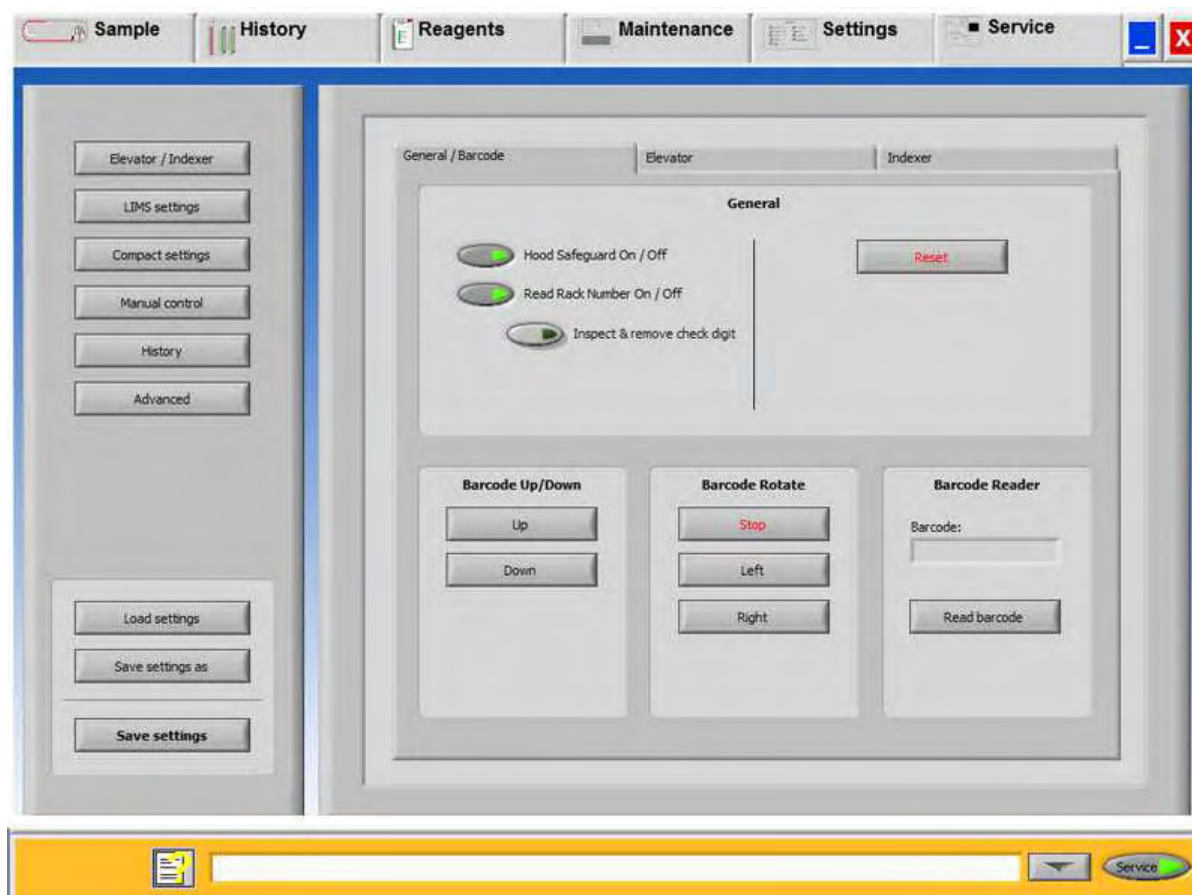 Sample
History
Reagents
Maintenance
Settings
Service
X
Elevator / Indexer
LIMS settings
Compact settings
Manual control
History
Advanced
Load settings
Save settings as
Save settings
General / Barcode
Elevator
Indexer
General
Hood Safeguard On / Off
Read Rack Number On / Off
Inspect & remove check digit
Reset
Barcode Up/Down
Up
Down
Barcode Rotate
Stop
Left
Right
Barcode Reader
Barcode:
Read barcode
Service